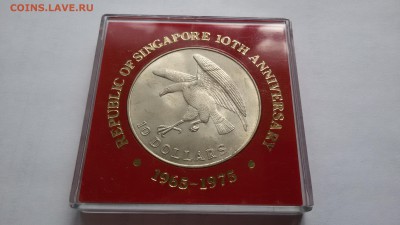 COINS.LAVE.RU
REPUBLIC OF SINGAPORE 10TH ANNIVERSARY
10 DOLLARS
1965-1975